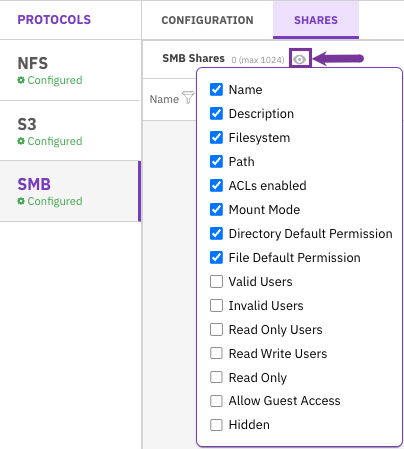 PROTOCOLS
CONFIGURATION
SHARES
NFS
Configured
S3
Configured
SMB
Configured
SMB Shares 0 (max 1024)
Name
Name
Description
Filesystem
Path
ACLs enabled
Mount Mode
Directory Default Permission
File Default Permission
Valid Users
Invalid Users
Read Only Users
Read Write Users
Read Only
Allow Guest Access
Hidden